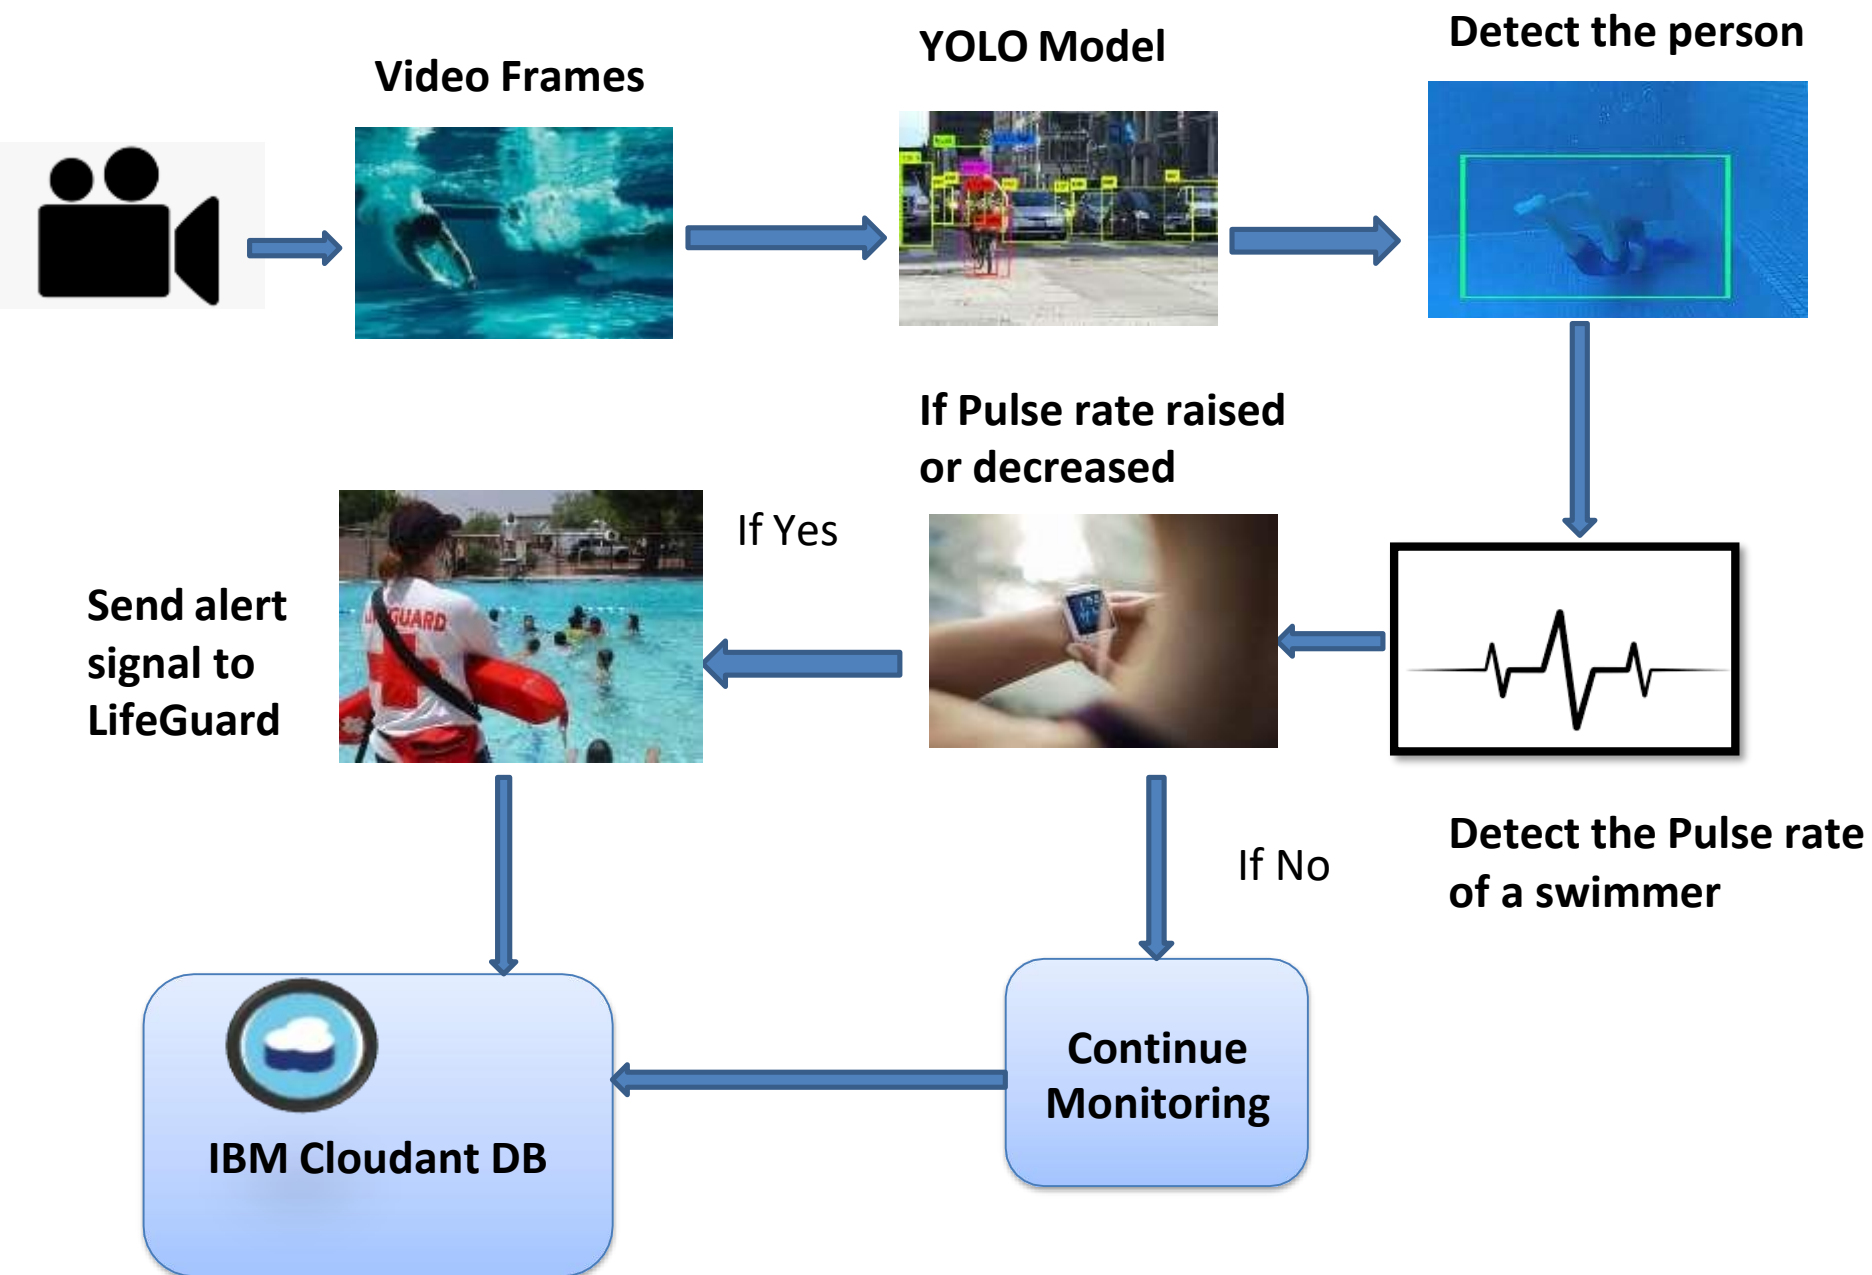 Video Frames
YOLO Model
Detect the person
If Pulse rate raised
or decreased
If Yes
Send alert
signal to
LifeGuard
GUARD
Detect the Pulse rate
of a swimmer
If No
Continue
Monitoring
IBM Cloudant DB